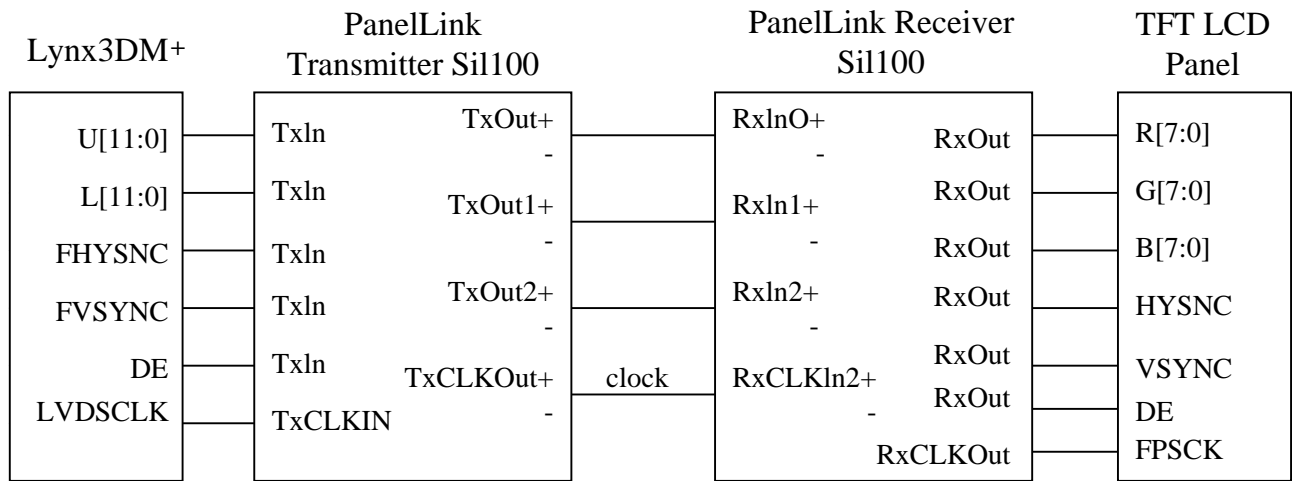 Lynx3DM+
PanelLink
Transmitter Sil100
PanelLink Receiver
Sil100
TFT LCD
Panel
U[11:0]
L[11:0]
FHYSNC
FVSYNC
DE
LVDSCLK
Txln
Txln
Txln
Txln
Txln
TxCLKIN
TxOut+
-
TxOut1+
-
TxOut2+
-
TxCLKOut+
-
clock
RxlnO+
-
Rxln1+
-
Rxln2+
-
RxCLKln2+
-
RxOut
RxOut
RxOut
RxOut
RxOut
RxOut
RxCLKOut
R[7:0]
G[7:0]
B[7:0]
HYSNC
VSYNC
DE
FPSCK